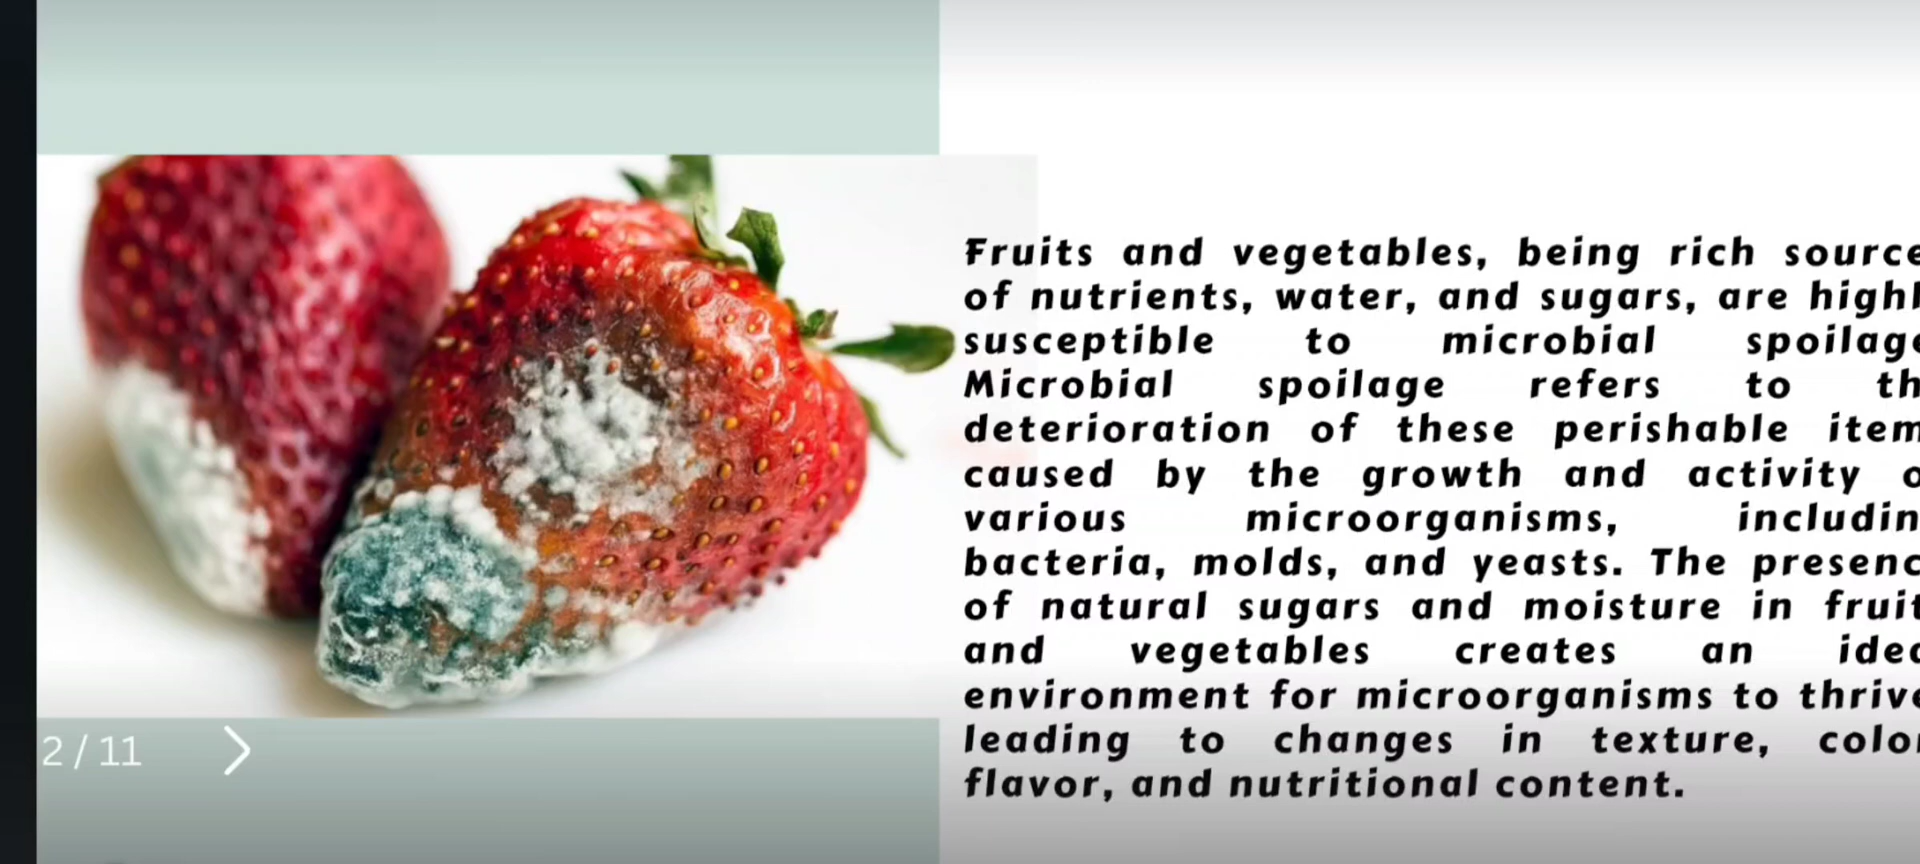 Fruits and vegetables, being rich source
of nutrients, water, and sugars, are highl
susceptible to microbial spoilage
Microbial spoilage refers to th
deterioration of these perishable item
caused by the growth and activity o
various microorganisms, includin
bacteria, molds, and yeasts. The presenc
of natural sugars and moisture in fruit
and vegetables creates an idea
environment for microorganisms to thrive
leading to changes in texture, color
flavor, and nutritional content.
2 / 11